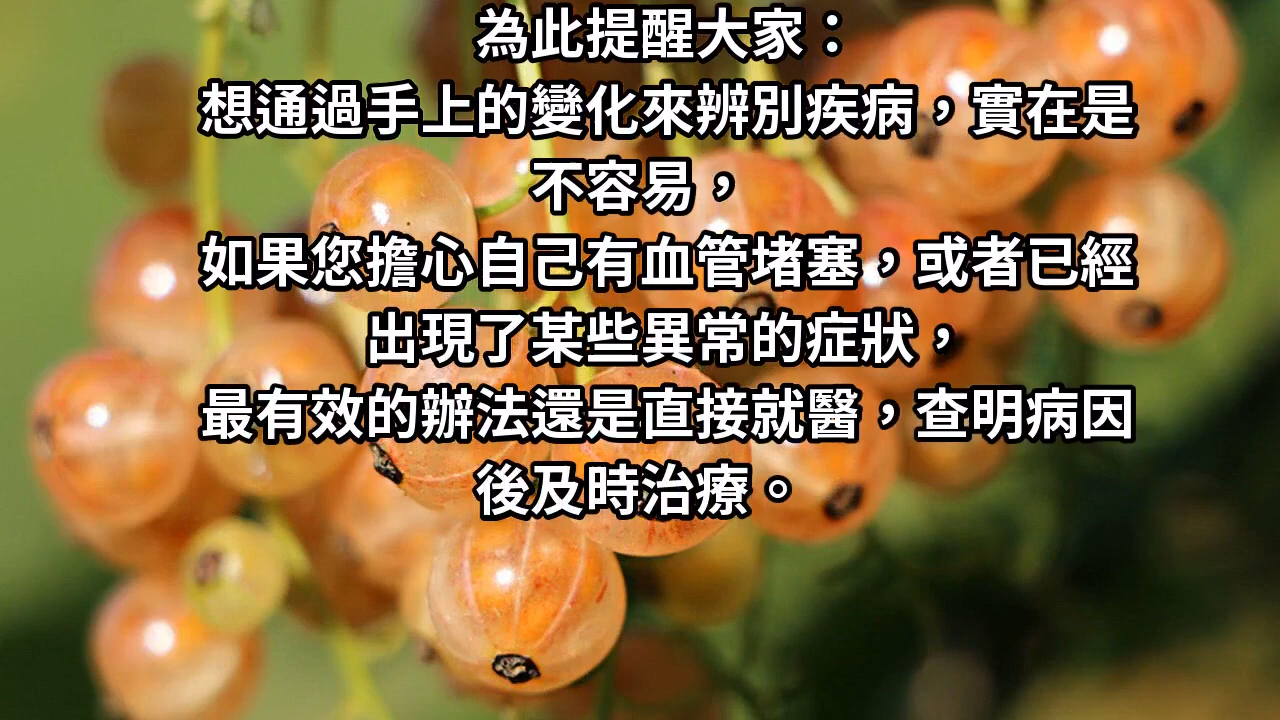 為此提醒大家：
想通過手上的變化來辨別疾病，實在是
不容易，
如果您擔心自己有血管堵塞，或者已經
出現了某些異常的症狀，
最有效的辦法還是直接就醫，查明病因
後及時治療。